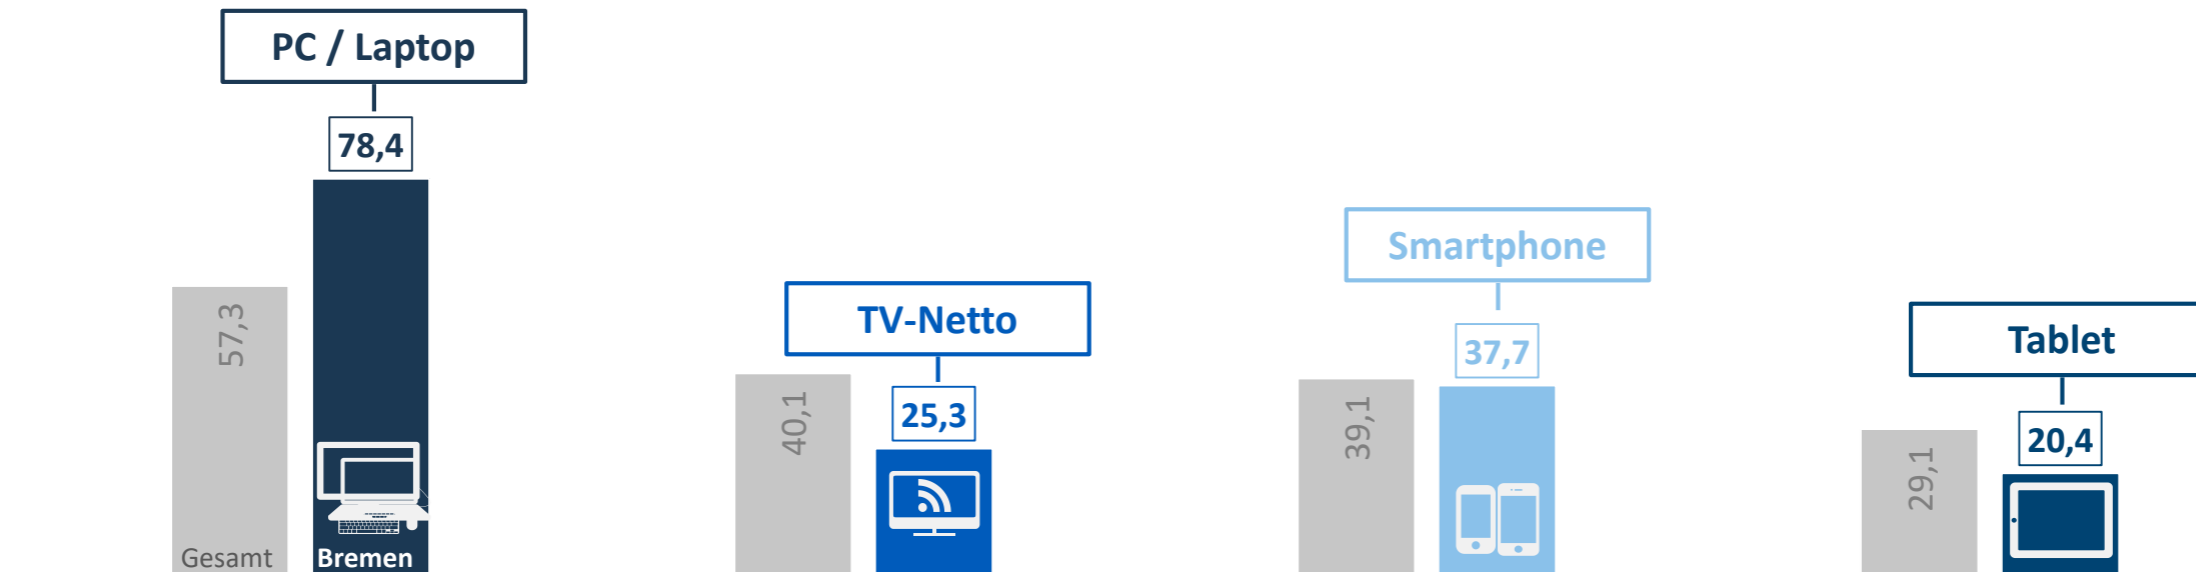 PC / Laptop
78,4
57,3
Gesamt
Bremen
TV-Netto
40,1
25,3
Smartphone
39,1
37,7
Tablet
29,1
20,4